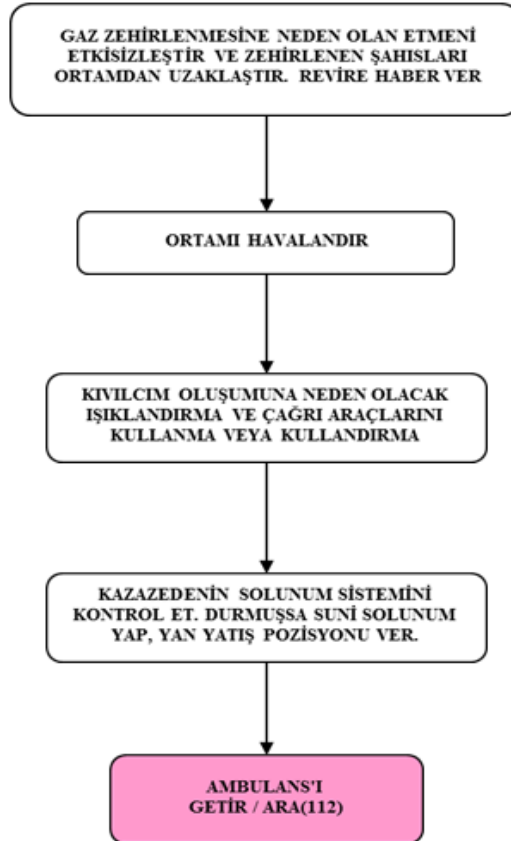 GAZ ZEHİRLENMESİNE NEDEN OLAN ETMENİ
ETKİSİZLEŞTİR VE ZEHİRLENEN ŞAHISLARI
ORTAMDAN UZAKLAŞTIR. REVİRE HABER VER
ORTAMI HAVALANDIR
KIVILCIM OLUŞUMUNA NEDEN OLACAK
IŞIKLANDIRMA VE ÇAĞRI ARAÇLARINI
KULLANMA VEYA KULLANDIRMA
KAZAZEDENİN SOLUNUM SİSTEMİNİ
KONTROL ET. DURMUŞSA SUNİ SOLUNUM
YAP, YAN YATIŞ POZİSYONU VER.
AMBULANS'I
GETİR / ARA(112)